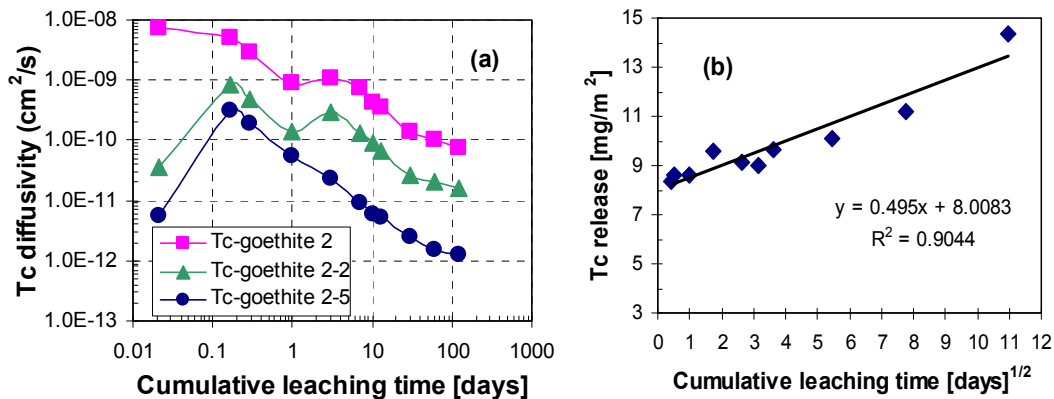 (a)
Tc diffusivity (cm²/s)
1.0E-08
1.0E-09
1.0E-10
1.0E-11
1.0E-12
1.0E-13
Tc-goethite 2
Tc-goethite 2-2
Tc-goethite 2-5
0.01 0.1 1 10 100 1000
Cumulative leaching time [days]
(b)
Tc release [mg/m²]
15
13
11
9
7
5
3
y = 0.495x + 8.0083
R² = 0.9044
0 1 2 3 4 5 6 7 8 9 10 11 12
Cumulative leaching time [days]^1/2